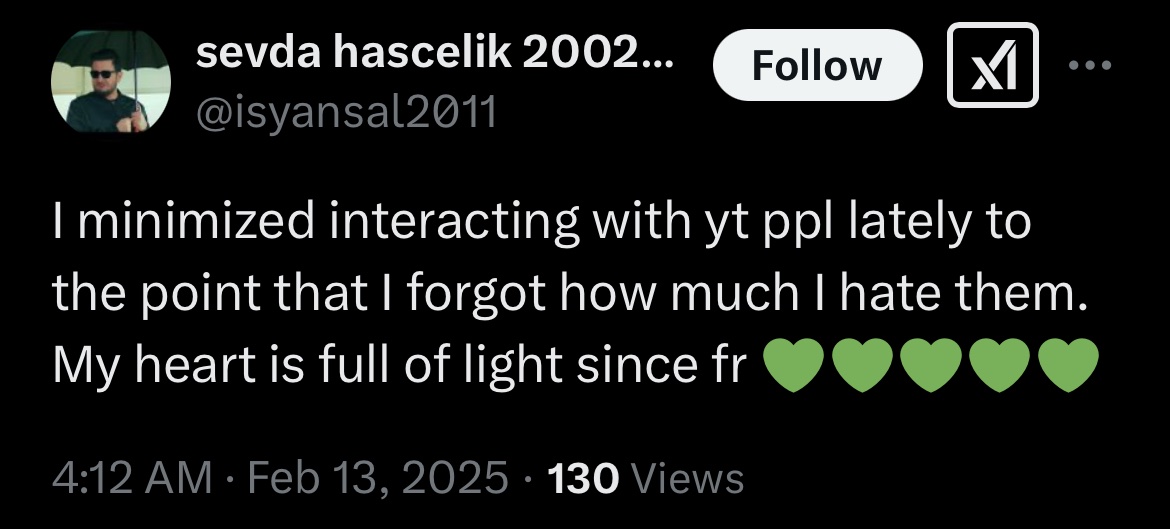 sevda hascelik 2002...
Follow
@isyansal2011
I minimized interacting with yt ppl lately to
the point that I forgot how much I hate them.
My heart is full of light since fr 💚💚💚💚💚
4:12 AM · Feb 13, 2025 · 130 Views